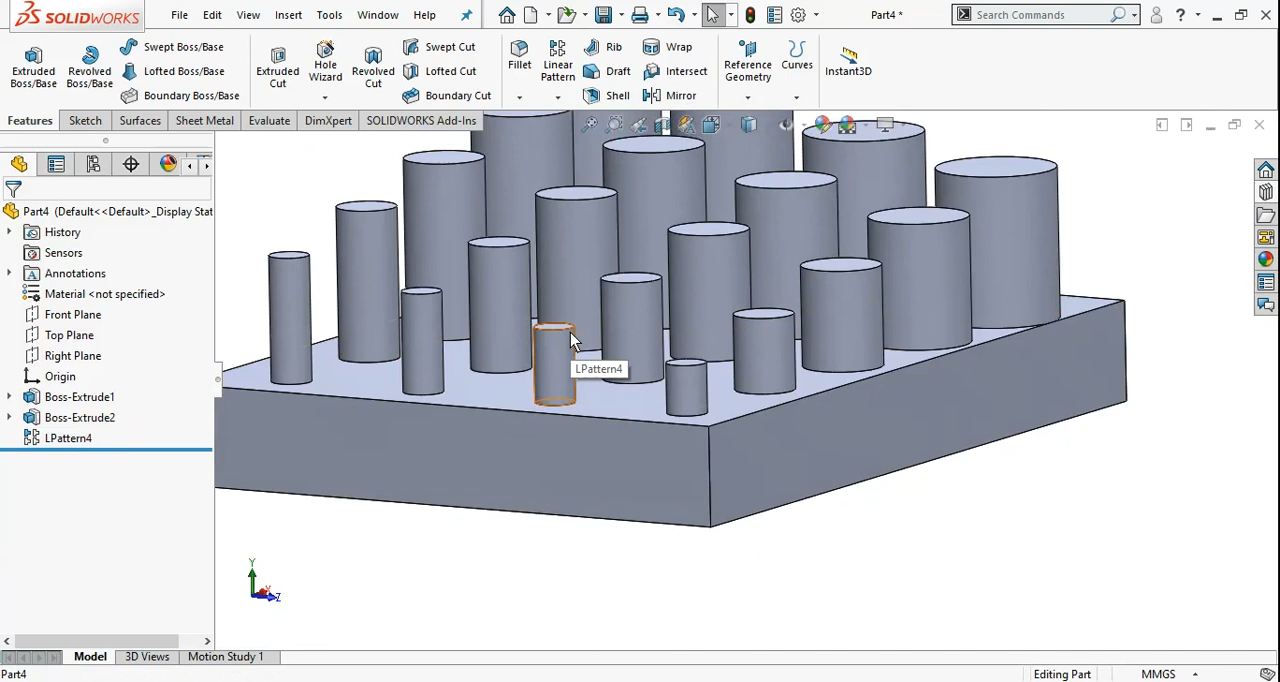 SOLIDWORKS
File Edit View Insert Tools Window Help
Part4 *
Search Commands
Extruded Boss/Base
Revolved Boss/Base
Swept Boss/Base
Lofted Boss/Base
Boundary Boss/Base
Extruded Cut
Hole Wizard
Revolved Cut
Swept Cut
Lofted Cut
Boundary Cut
Fillet
Linear Pattern
Rib
Draft
Shell
Wrap
Intersect
Mirror
Reference Geometry
Curves
Instant3D
Features Sketch Surfaces Sheet Metal Evaluate DimXpert SOLIDWORKS Add-Ins
Part4 (Default<<Default>_Display Stat
History
Sensors
Annotations
Material <not specified>
Front Plane
Top Plane
Right Plane
Origin
Boss-Extrude1
Boss-Extrude2
LPattern4
LPattern4
Y
X
Z
Model 3D Views Motion Study 1
Part4
Editing Part
MMGS